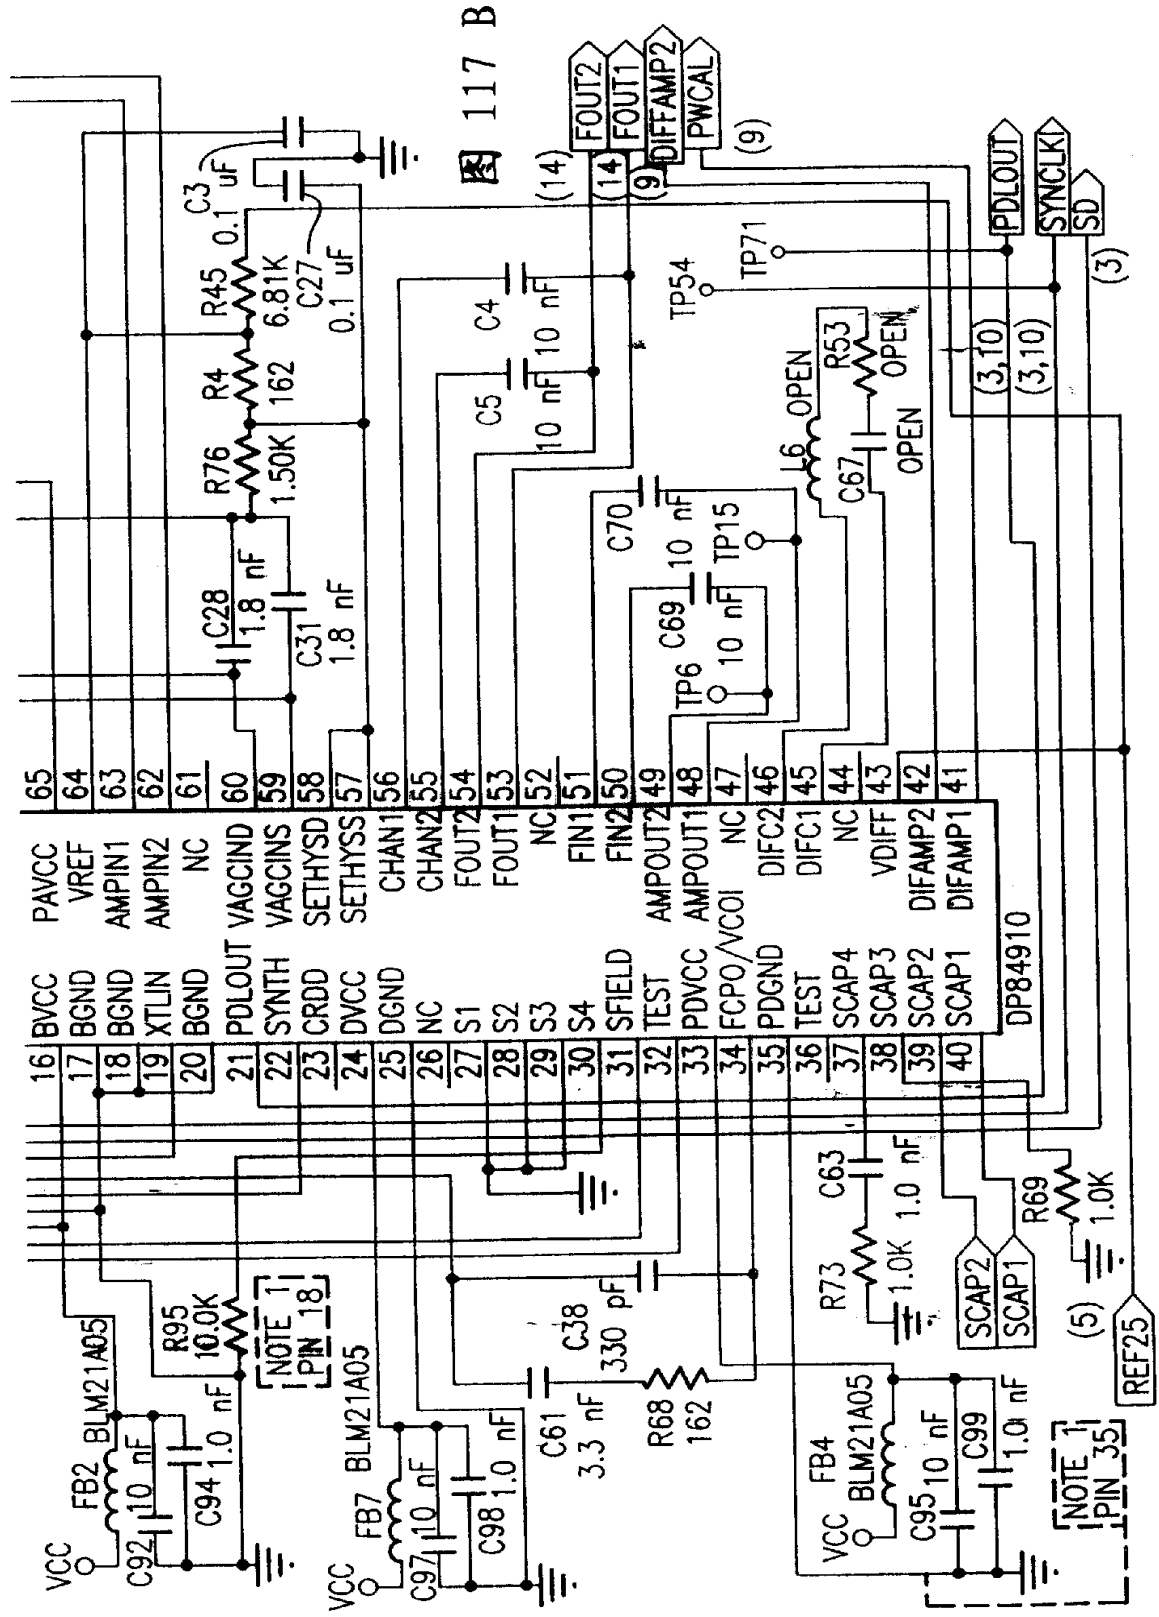 图 117 B
65
64
63
62
61
60
59
58
57
56
55
54
53
52
51
50
49
48
47
46
45
44
43
42
41
PAVCC
VREF
AMPIN1
AMPIN2
NC
VAGCIND
VAGCINS
SETHYSD
SETHYSS
CHAN1
CHAN2
FOUT2
FOUT1
NC
FIN1
FIN2
AMPOUT2
AMPOUT1
NC
DIFC2
DIFC1
NC
VDIFF
DIFAMP2
DIFAMP1
BVCC
BGND
BGND
XTLIN
BGND
PDLOUT
SYNTH
CRDD
DVCC
DGND
NC
S1
S2
S3
S4
SFIELD
TEST
PDVCC
FCPO/VCOI
PDGND
TEST
SCAP4
SCAP3
SCAP2
SCAP1
DP84910
16
17
18
19
20
21
22
23
24
25
26
27
28
29
30
31
32
33
34
35
36
37
38
39
40
C3
0.1 uF
C27
0.1 uF
R45
6.81K
R4
162
R76
1.50K
C28
1.8 nF
C31
1.8 nF
C4
10 nF
C5
10 nF
C70
10 nF
TP15
C69
10 nF
TP6
L6 OPEN
R53
OPEN
C67
OPEN
TP54
TP71
FOUT2
(14)
FOUT1
(14)
DIFFAMP2
(9)
PWCAL
(9)
PDLOUT
(3,10)
SYNCLKI
(3,10)
SD
(3)
VCC
FB2
BLM21A05
C92
10 nF
C94
1.0 nF
R95
10.0K
NOTE 1
PIN 18
VCC
FB7
BLM21A05
C97
10 nF
C98
1.0 nF
C61
3.3 nF
C38
330 pF
R68
162
VCC
FB4
BLM21A05
C95
10 nF
C99
1.0 nF
NOTE 1
PIN 35
R73
1.0K
C63
1.0 nF
SCAP2
SCAP1
(5)
R69
1.0K
REF25